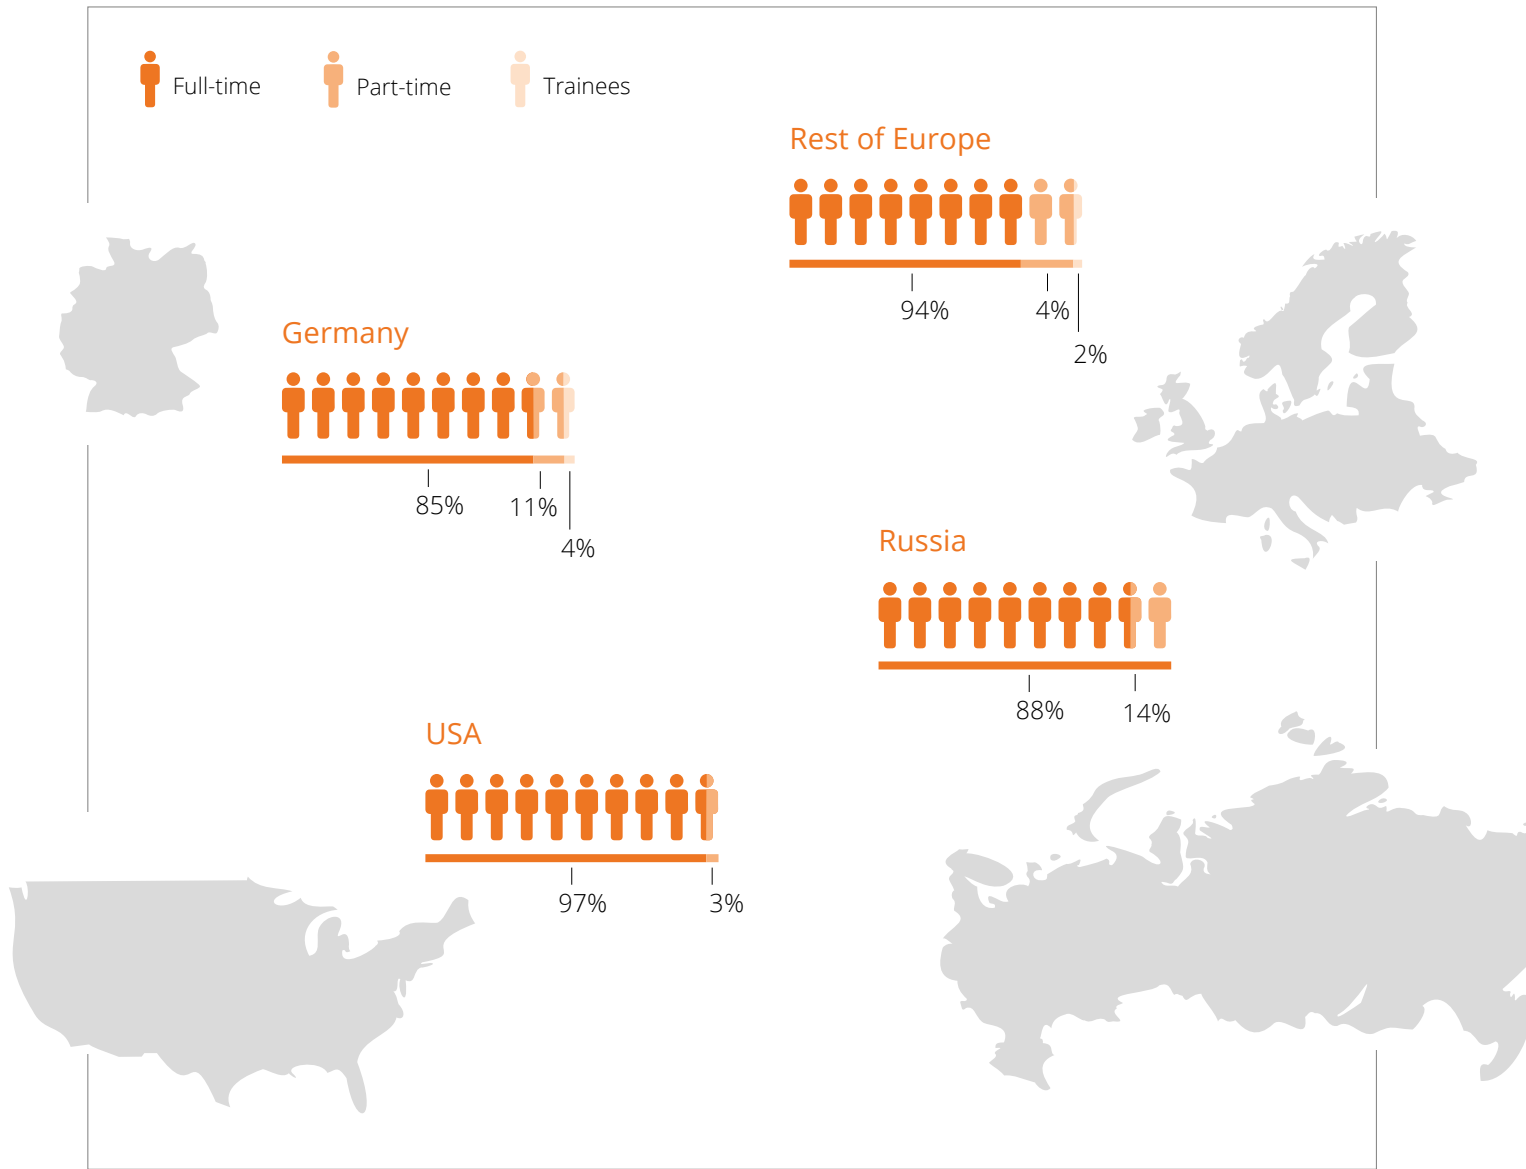 Full-time
Part-time
Trainees
Rest of Europe
94%
4%
2%
Germany
85%
11%
4%
Russia
88%
14%
USA
97%
3%